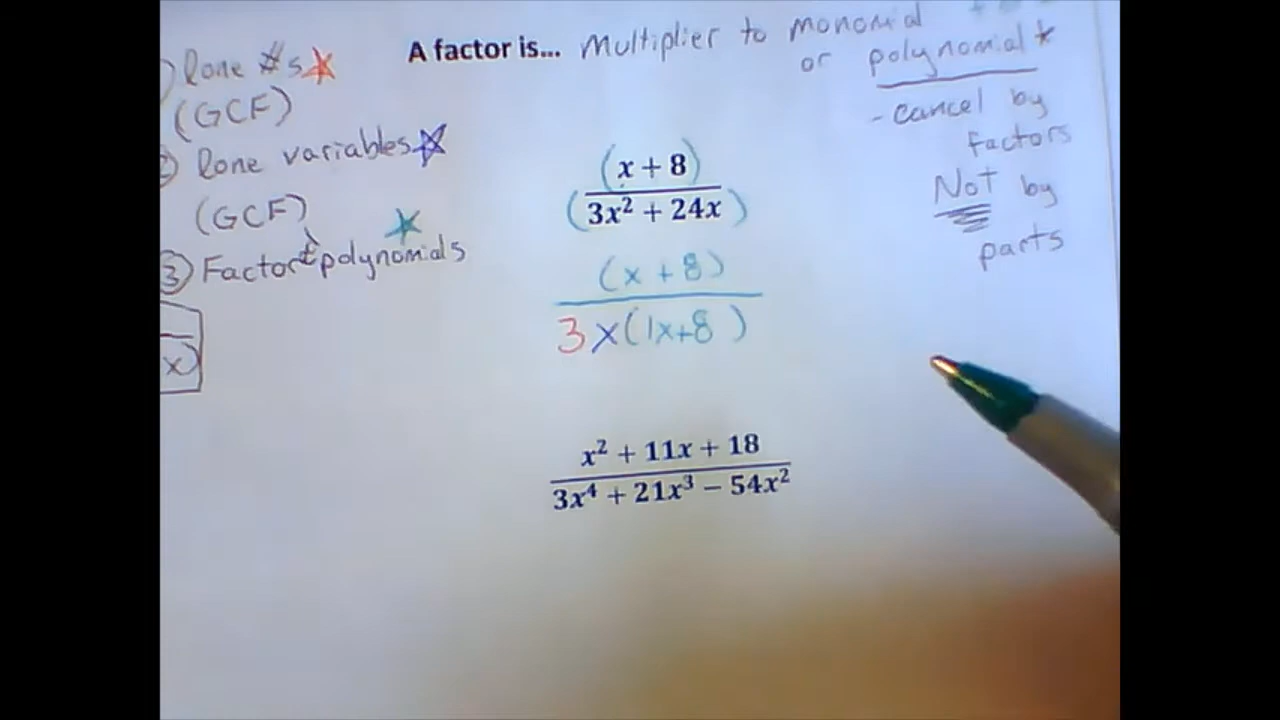 A factor is... Multiplier to monomial
or polynomial*
- cancel by
factors
NOT by
parts
) lone #s
(GCF)
2) lone variables
(GCF)
3 Factor polynomials
x)
(x + 8)
(3x² + 24x)
(x + 8)
3x(1x+8)
x² + 11x + 18
3x⁴ + 21x³ − 54x²